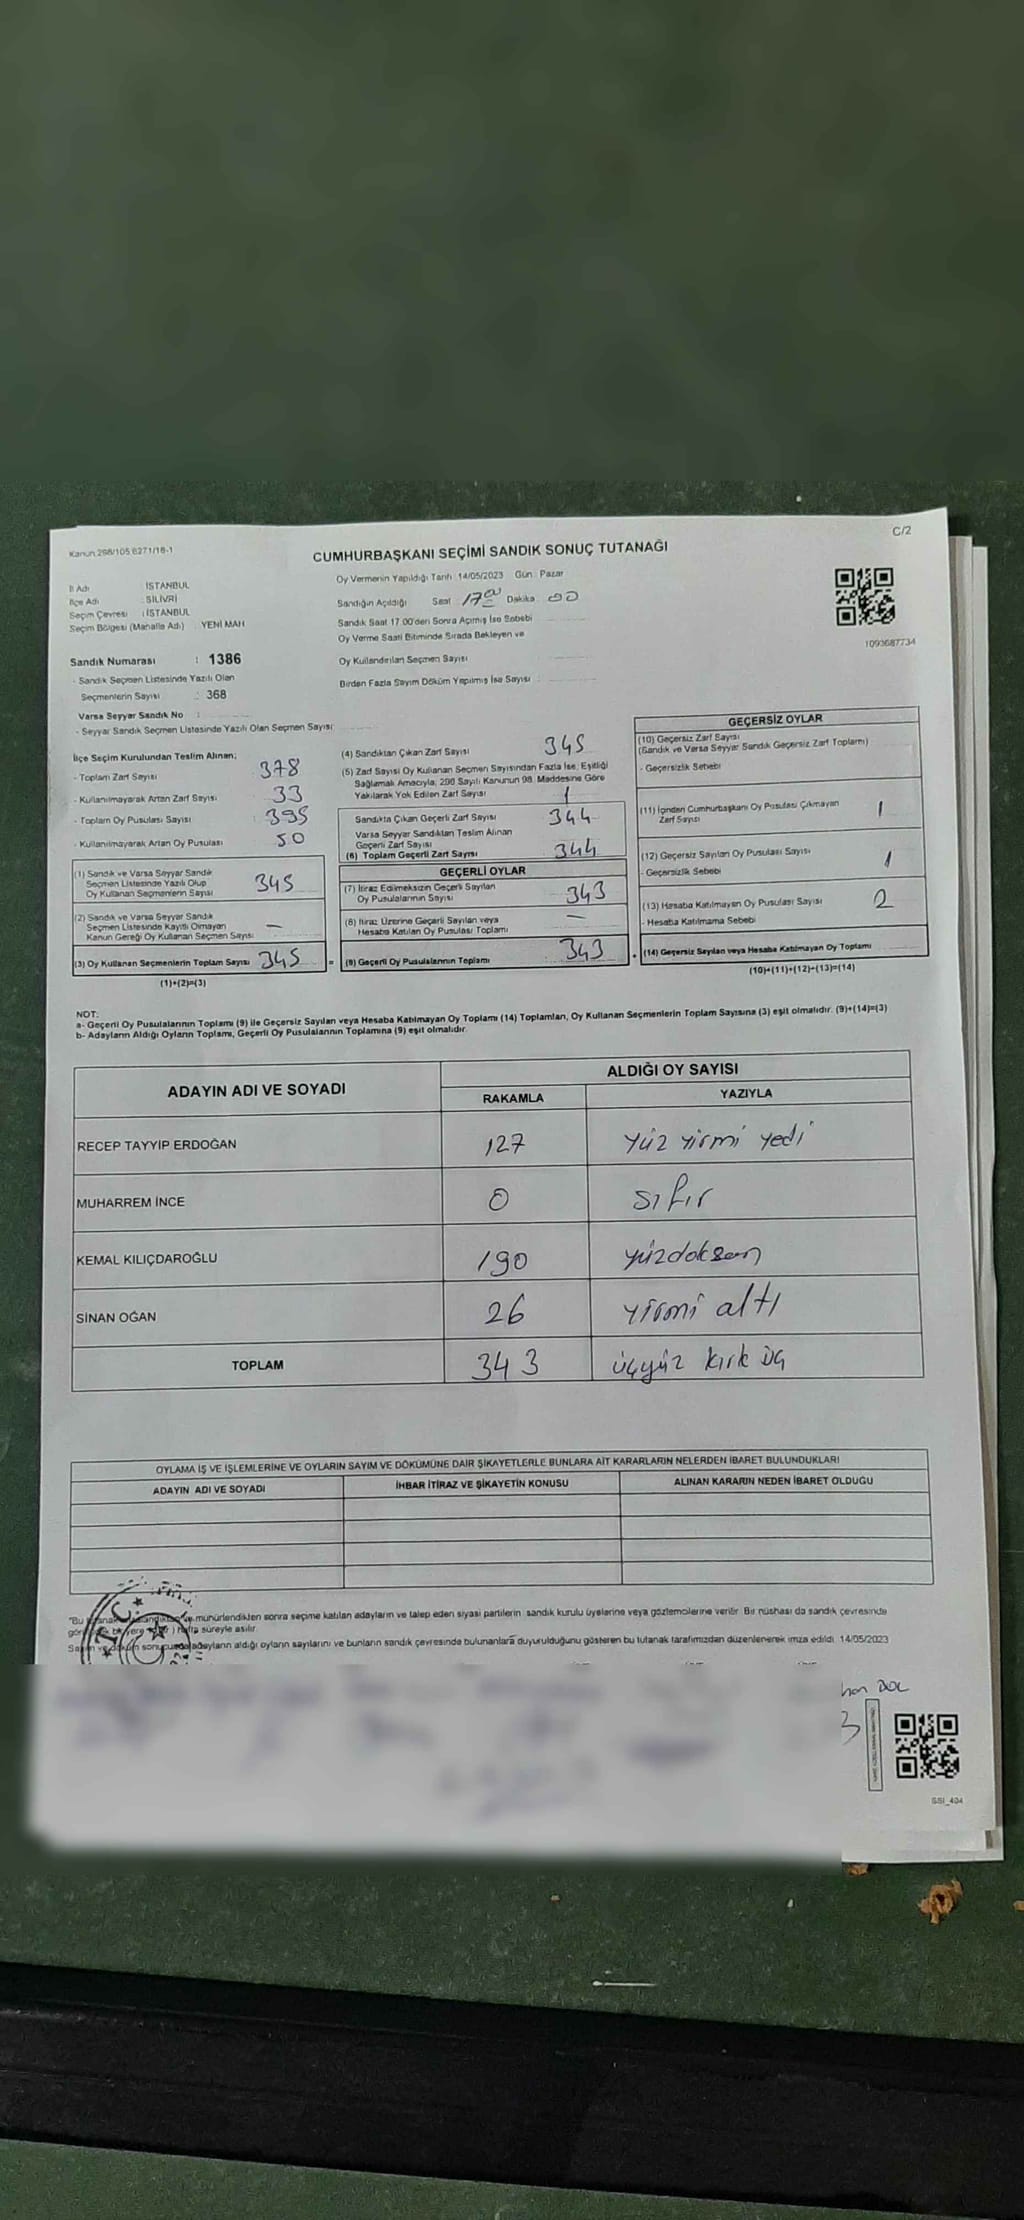 C/2
Kanun 298/105 6271/16-1
CUMHURBAŞKANI SEÇİMİ SANDIK SONUÇ TUTANAĞI
Oy Vermenin Yapıldığı Tarih 14/05/2023 Gün : Pazar
İl Adı : İSTANBUL
İlçe Adı : SİLİVRİ
Seçim Çevresi : İSTANBUL
Seçim Bölgesi (Mahalle Adı) : YENİ MAH
Sandığın Açıldığı Saat 17 00 Dakika 00
Sandık Saat 17.00'den Sonra Açılmış İse Sebebi
Oy Verme Saati Bitiminde Sırada Bekleyen ve
Oy Kullandırılan Seçmen Sayısı
Birden Fazla Sayım Döküm Yapılmış İse Sayısı :
1093687734
Sandık Numarası : 1386
- Sandık Seçmen Listesinde Yazılı Olan
Seçmenlerin Sayısı : 368
Varsa Seyyar Sandık No :
- Seyyar Sandık Seçmen Listesinde Yazılı Olan Seçmen Sayısı:
İlçe Seçim Kurulundan Teslim Alınan;
- Toplam Zarf Sayısı 378
- Kullanılmayarak Artan Zarf Sayısı 33
- Toplam Oy Pusulası Sayısı 395
- Kullanılmayarak Artan Oy Pusulası 50
(1) Sandık ve Varsa Seyyar Sandık
Seçmen Listesinde Yazılı Olup
Oy Kullanan Seçmenlerin Sayısı 345
(2) Sandık ve Varsa Seyyar Sandık
Seçmen Listesinde Kayıtlı Olmayan
Kanun Gereği Oy Kullanan Seçmen Sayısı —
(3) Oy Kullanan Seçmenlerin Toplam Sayısı 345
(1)+(2)=(3)
(4) Sandıktan Çıkan Zarf Sayısı 345
(5) Zarf Sayısı Oy Kullanan Seçmen Sayısından Fazla İse, Eşitliği
Sağlamak Amacıyla, 298 Sayılı Kanunun 98. Maddesine Göre
Yakılarak Yok Edilen Zarf Sayısı 1
Sandıkta Çıkan Geçerli Zarf Sayısı 344
Varsa Seyyar Sandıktan Teslim Alınan
Geçerli Zarf Sayısı
(6) Toplam Geçerli Zarf Sayısı 344
GEÇERLİ OYLAR
(7) İtiraz Edilmeksizin Geçerli Sayılan
Oy Pusulalarının Sayısı 343
(8) İtiraz Üzerine Geçerli Sayılan veya
Hesaba Katılan Oy Pusulası Toplamı —
(9) Geçerli Oy Pusulalarının Toplamı 343
GEÇERSİZ OYLAR
(10) Geçersiz Zarf Sayısı
(Sandık ve Varsa Seyyar Sandık Geçersiz Zarf Toplamı)
- Geçersizlik Sebebi
(11) İçinden Cumhurbaşkanı Oy Pusulası Çıkmayan
Zarf Sayısı 1
(12) Geçersiz Sayılan Oy Pusulası Sayısı 1
- Geçersizlik Sebebi
(13) Hesaba Katılmayan Oy Pusulası Sayısı 2
- Hesaba Katılmama Sebebi
(14) Geçersiz Sayılan veya Hesaba Katılmayan Oy Toplamı
(10)+(11)+(12)+(13)=(14)
NOT:
a- Geçerli Oy Pusulalarının Toplamı (9) ile Geçersiz Sayılan veya Hesaba Katılmayan Oy Toplamı (14) Toplamları, Oy Kullanan Seçmenlerin Toplam Sayısına (3) eşit olmalıdır. (9)+(14)=(3)
b- Adayların Aldığı Oyların Toplamı, Geçerli Oy Pusulalarının Toplamına (9) eşit olmalıdır.
ADAYIN ADI VE SOYADI
ALDIĞI OY SAYISI
RAKAMLA YAZIYLA
RECEP TAYYİP ERDOĞAN 127 yüz yirmi yedi
MUHARREM İNCE 0 sıfır
KEMAL KILIÇDAROĞLU 190 yüzdoksan
SİNAN OĞAN 26 yirmi altı
TOPLAM 343 üçyüz kırk üç
OYLAMA İŞ VE İŞLEMLERİNE VE OYLARIN SAYIM VE DÖKÜMÜNE DAİR ŞİKAYETLERLE BUNLARA AİT KARARLARIN NELERDEN İBARET BULUNDUKLARI
ADAYIN ADI VE SOYADI İHBAR İTİRAZ VE ŞİKAYETİN KONUSU ALINAN KARARIN NEDEN İBARET OLDUĞU
"Bu mühürlendikten sonra seçime katılan adayların ve talep eden siyasi partilerin sandık kurulu üyelerine veya gözlemcilerine verilir. Bir nüshası da sandık çevresinde
hafta süreyle asılır.
Sayım ve döküm sonucunda adayların aldığı oyların sayılarını ve bunların sandık çevresinde bulunanlara duyurulduğunu gösteren bu tutanak tarafımızdan düzenlenerek imza edildi. 14/05/2023
3
SSI_404